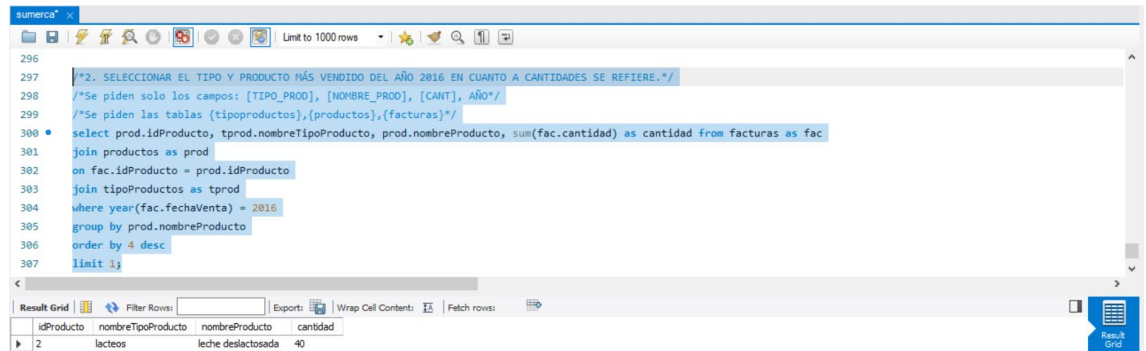 sumerca*
Limit to 1000 rows
296
297 /*2. SELECCIONAR EL TIPO Y PRODUCTO MÁS VENDIDO DEL AÑO 2016 EN CUANTO A CANTIDADES SE REFIERE.*/
298 /*Se piden solo los campos: [TIPO_PROD], [NOMBRE_PROD], [CANT], AÑO*/
299 /*Se piden las tablas {tipoproductos},{productos},{facturas}*/
300 select prod.idProducto, tprod.nombreTipoProducto, prod.nombreProducto, sum(fac.cantidad) as cantidad from facturas as fac
301 join productos as prod
302 on fac.idProducto = prod.idProducto
303 join tipoProductos as tprod
304 where year(fac.fechaVenta) = 2016
305 group by prod.nombreProducto
306 order by 4 desc
307 limit 1;
Result Grid Filter Rows: Export: Wrap Cell Content: Fetch rows:
idProducto nombreTipoProducto nombreProducto cantidad
2 lacteos leche deslactosada 40
Result
Grid